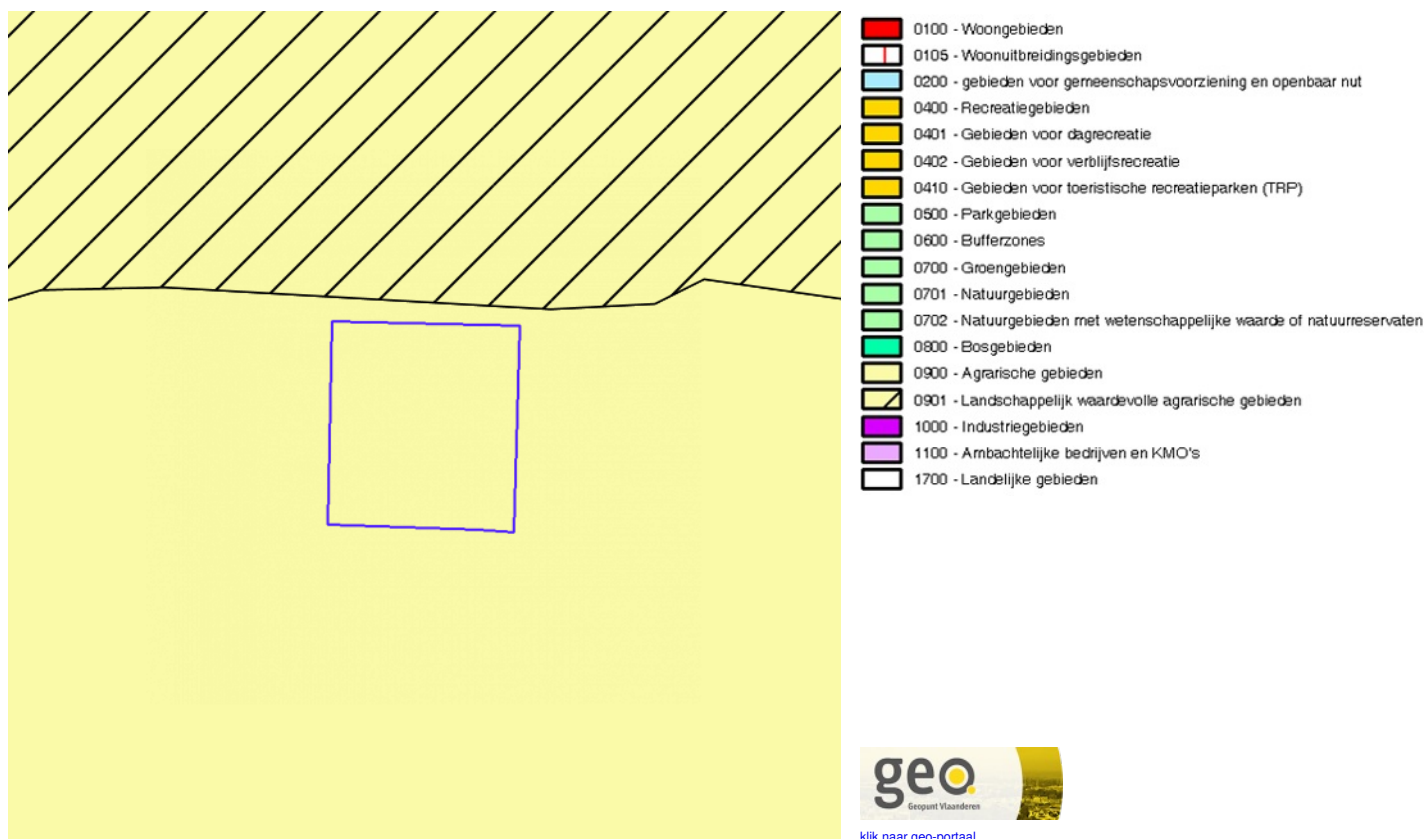 0100 - Woongebieden
0105 - Woonuitbreidingsgebieden
0200 - gebieden voor gemeenschapsvoorziening en openbaar nut
0400 - Recreatiegebieden
0401 - Gebieden voor dagrecreatie
0402 - Gebieden voor verblijfsrecreatie
0410 - Gebieden voor toeristische recreatieparken (TRP)
0500 - Parkgebieden
0600 - Bufferzones
0700 - Groengebieden
0701 - Natuurgebieden
0702 - Natuurgebieden met wetenschappelijke waarde of natuurreservaten
0800 - Bosgebieden
0900 - Agrarische gebieden
0901 - Landschappelijk waardevolle agrarische gebieden
1000 - Industriegebieden
1100 - Ambachtelijke bedrijven en KMO's
1700 - Landelijke gebieden
geo.
Geopunt Vlaanderen
klik naar geo-portaal